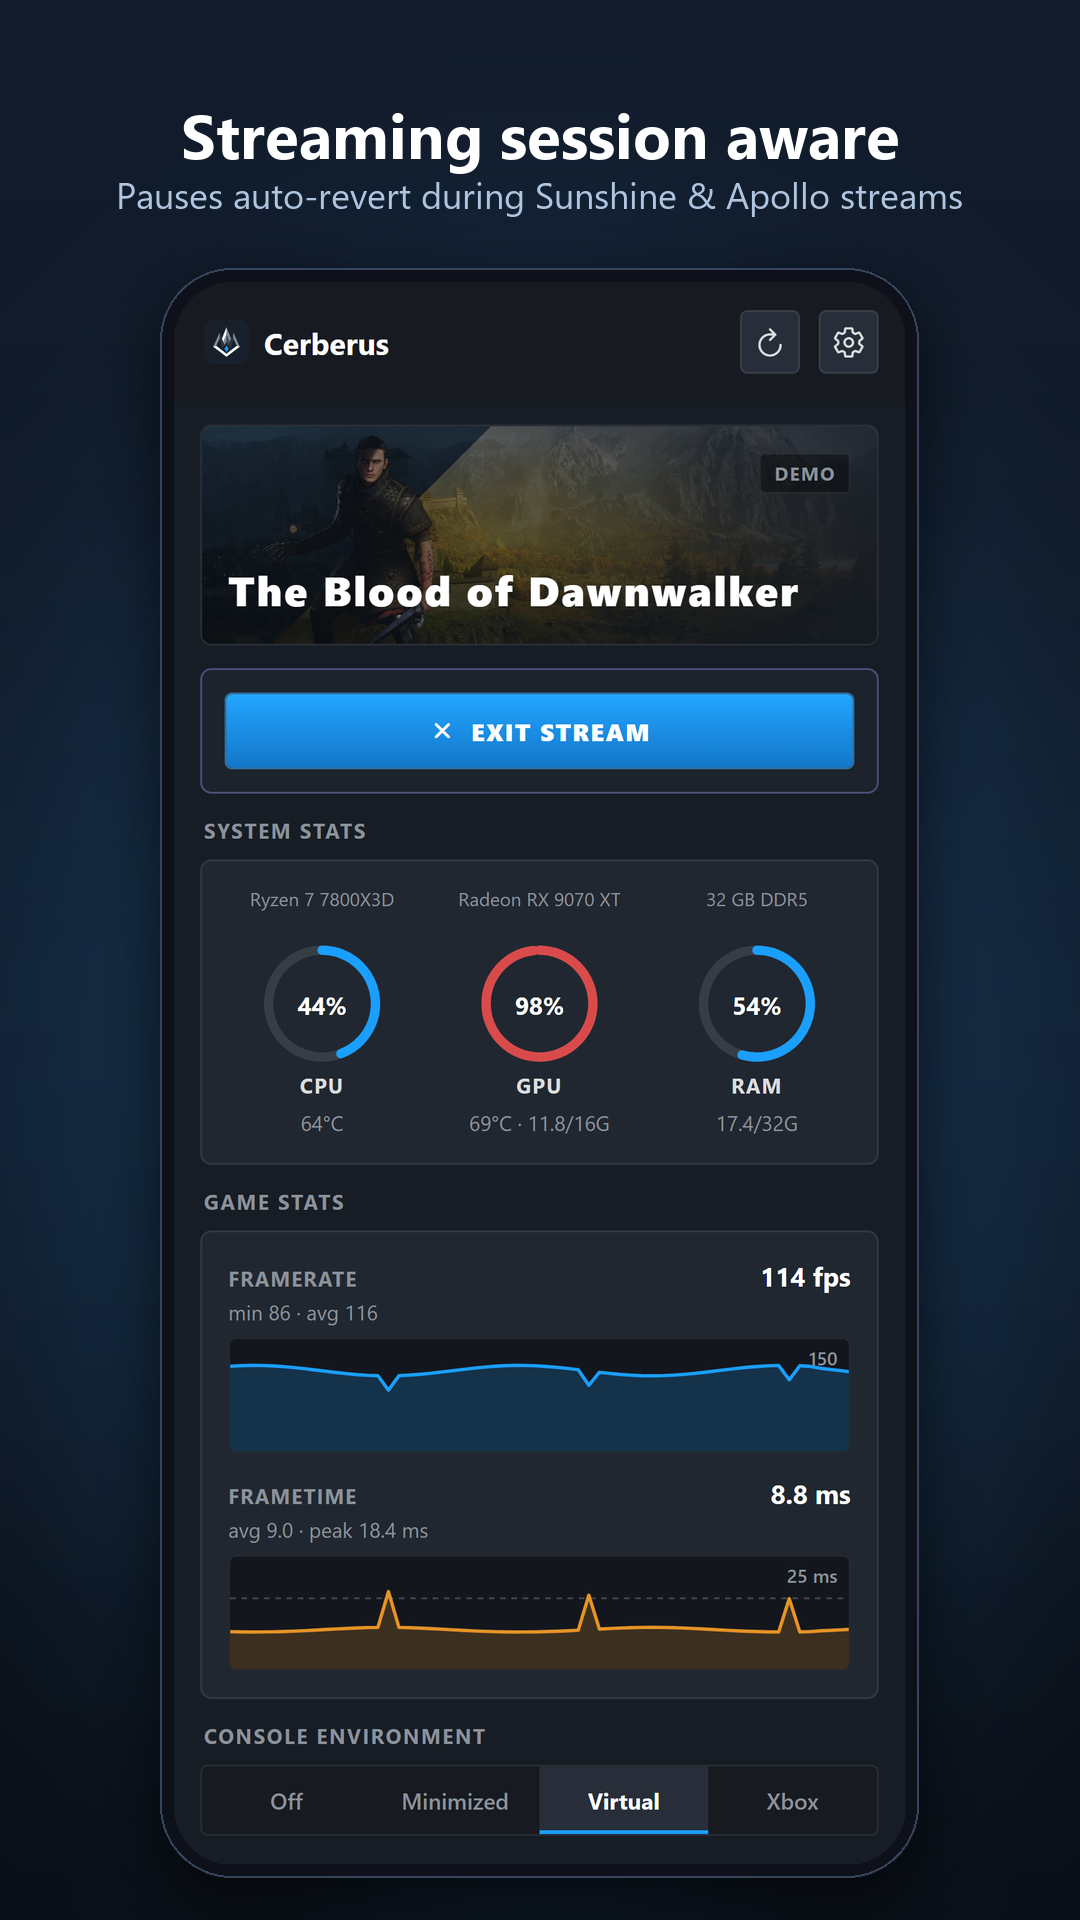 Streaming session aware
Pauses auto-revert during Sunshine & Apollo streams
Cerberus
DEMO
The Blood of Dawnwalker
× EXIT STREAM
SYSTEM STATS
Ryzen 7 7800X3D Radeon RX 9070 XT 32 GB DDR5
44% 98% 54%
CPU GPU RAM
64°C 69°C · 11.8/16G 17.4/32G
GAME STATS
FRAMERATE 114 fps
min 86 · avg 116
150
FRAMETIME 8.8 ms
avg 9.0 · peak 18.4 ms
25 ms
CONSOLE ENVIRONMENT
Off Minimized Virtual Xbox